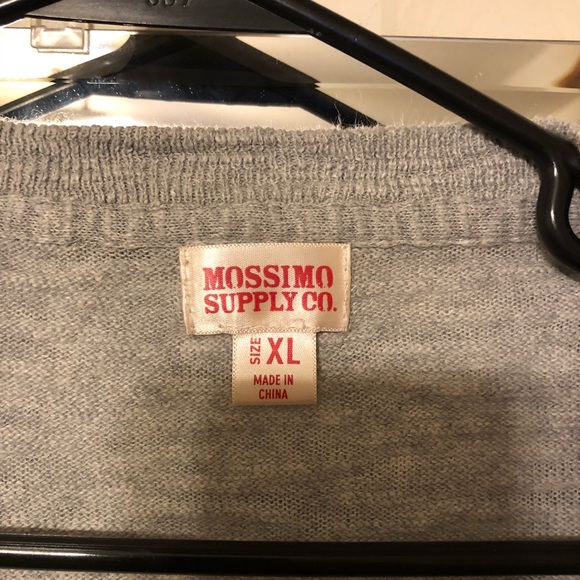 MOSSIMO
SUPPLY CO.
SIZE XL
MADE IN
CHINA